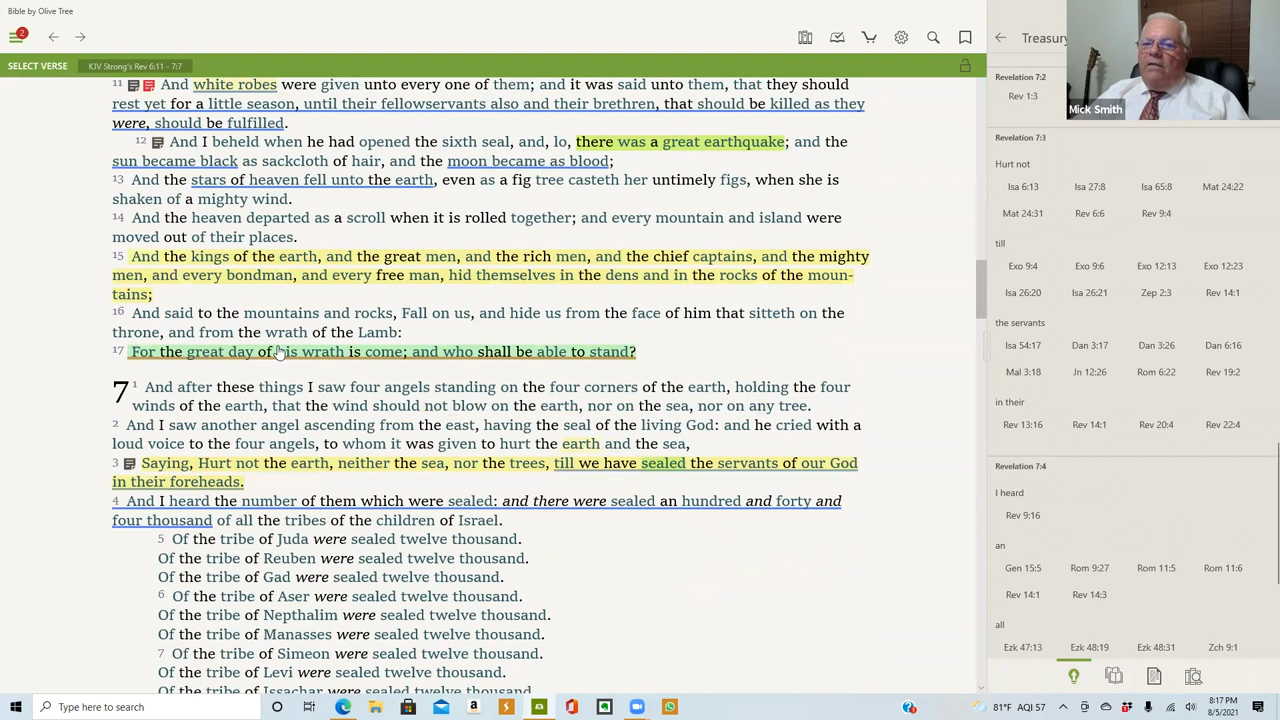 Bible by Olive Tree
2
SELECT VERSE
KJV Strong's Rev 6:11 - 7:7
11 And white robes were given unto every one of them; and it was said unto them, that they should
rest yet for a little season, until their fellowservants also and their brethren, that should be killed as they
were, should be fulfilled.
12 And I beheld when he had opened the sixth seal, and, lo, there was a great earthquake; and the
sun became black as sackcloth of hair, and the moon became as blood;
13 And the stars of heaven fell unto the earth, even as a fig tree casteth her untimely figs, when she is
shaken of a mighty wind.
14 And the heaven departed as a scroll when it is rolled together; and every mountain and island were
moved out of their places.
15 And the kings of the earth, and the great men, and the rich men, and the chief captains, and the mighty
men, and every bondman, and every free man, hid themselves in the dens and in the rocks of the moun-
tains;
16 And said to the mountains and rocks, Fall on us, and hide us from the face of him that sitteth on the
throne, and from the wrath of the Lamb:
17 For the great day of his wrath is come; and who shall be able to stand?
7 1 And after these things I saw four angels standing on the four corners of the earth, holding the four
winds of the earth, that the wind should not blow on the earth, nor on the sea, nor on any tree.
2 And I saw another angel ascending from the east, having the seal of the living God: and he cried with a
loud voice to the four angels, to whom it was given to hurt the earth and the sea,
3 Saying, Hurt not the earth, neither the sea, nor the trees, till we have sealed the servants of our God
in their foreheads.
4 And I heard the number of them which were sealed: and there were sealed an hundred and forty and
four thousand of all the tribes of the children of Israel.
5 Of the tribe of Juda were sealed twelve thousand.
Of the tribe of Reuben were sealed twelve thousand.
Of the tribe of Gad were sealed twelve thousand.
6 Of the tribe of Aser were sealed twelve thousand.
Of the tribe of Nepthalim were sealed twelve thousand.
Of the tribe of Manasses were sealed twelve thousand.
7 Of the tribe of Simeon were sealed twelve thousand.
Of the tribe of Levi were sealed twelve thousand.
Of the tribe of Issachar were sealed twelve thousand.
Treasury
Mick Smith
Revelation 7:2
Rev 1:3
Revelation 7:3
Hurt not
Isa 6:13 Isa 27:8 Isa 65:8 Mat 24:22
Mat 24:31 Rev 6:6 Rev 9:4
till
Exo 9:4 Exo 9:6 Exo 12:13 Exo 12:23
Isa 26:20 Isa 26:21 Zep 2:3 Rev 14:1
the servants
Isa 54:17 Dan 3:17 Dan 3:26 Dan 6:16
Mal 3:18 Jn 12:26 Rom 6:22 Rev 19:2
in their
Rev 13:16 Rev 14:1 Rev 20:4 Rev 22:4
Revelation 7:4
I heard
Rev 9:16
an
Gen 15:5 Rom 9:27 Rom 11:5 Rom 11:6
Rev 14:1 Rev 14:3
all
Ezk 47:13 Ezk 48:19 Ezk 48:31 Zch 9:1
Type here to search
81°F AQI 57
8:17 PM
8/5/2021